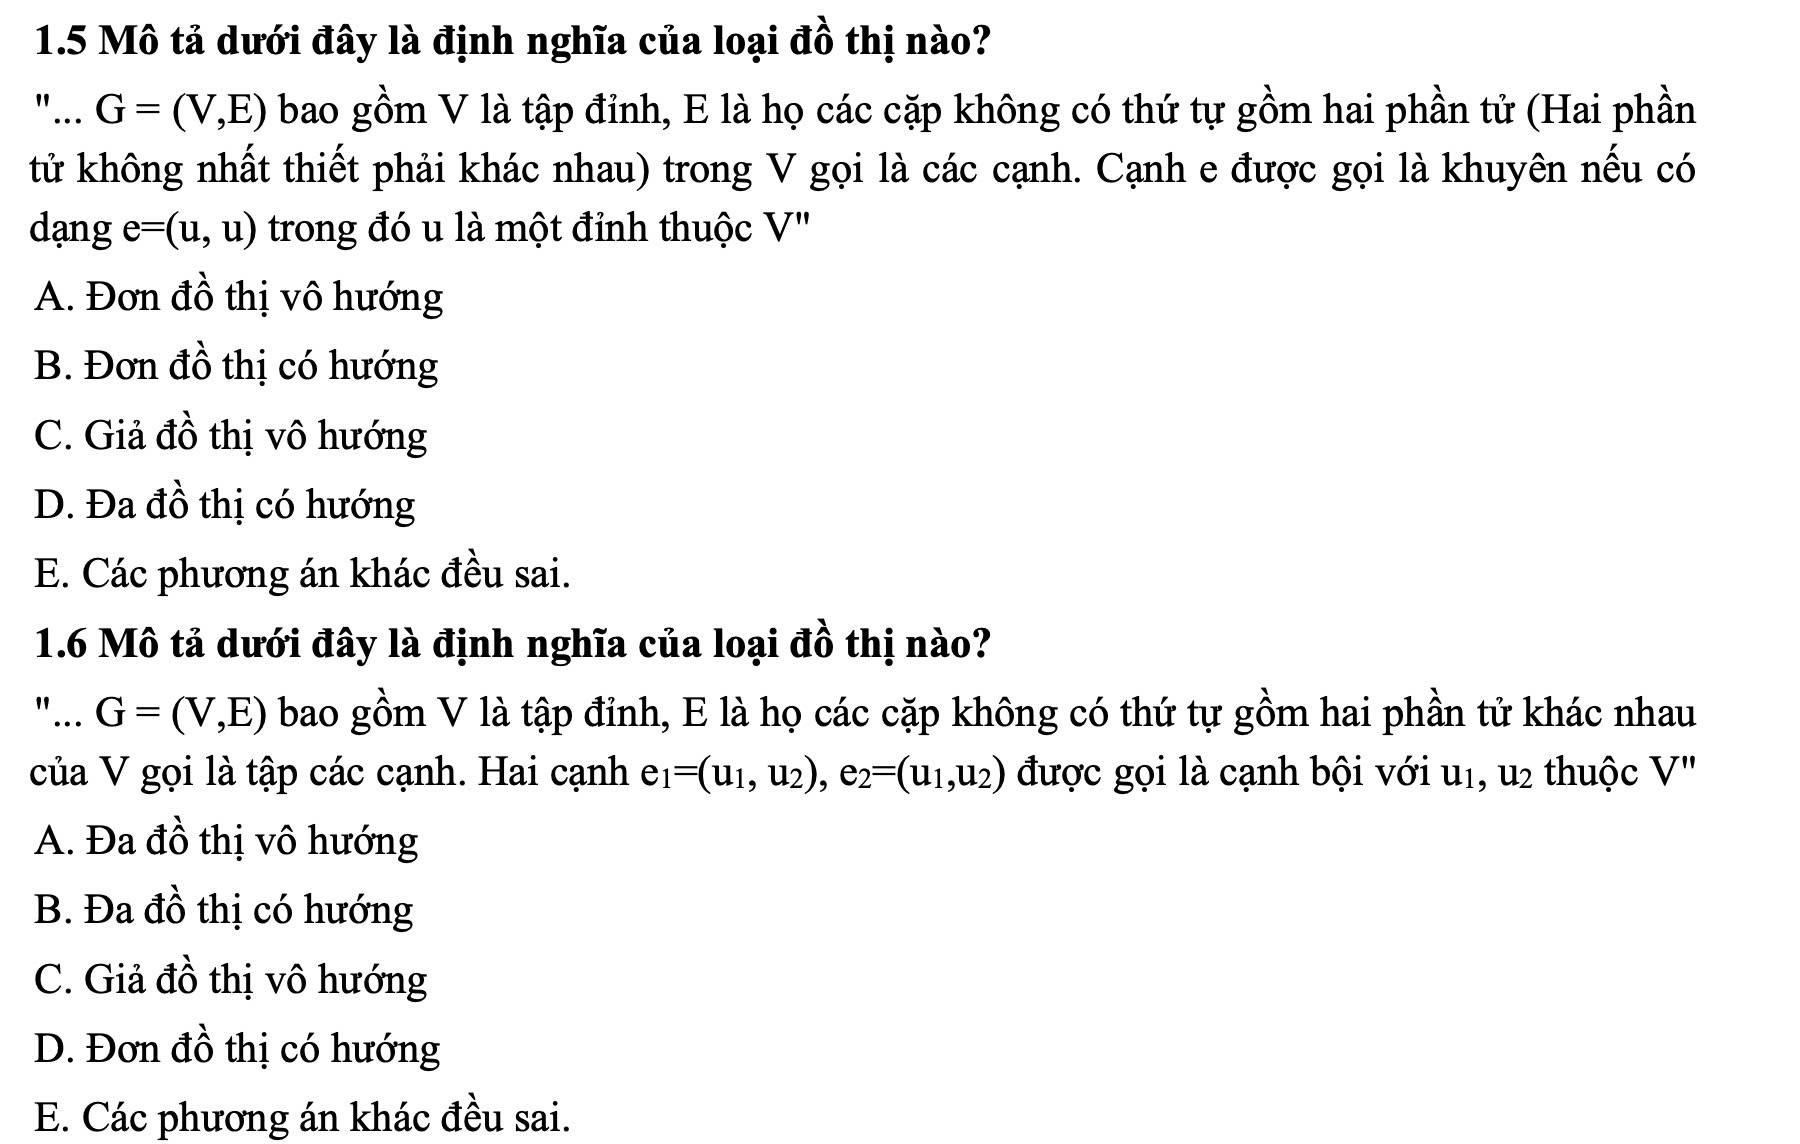 1.5 Mô tả dưới đây là định nghĩa của loại đồ thị nào?
"... G = (V,E) bao gồm V là tập đỉnh, E là họ các cặp không có thứ tự gồm hai phần tử (Hai phần
tử không nhất thiết phải khác nhau) trong V gọi là các cạnh. Cạnh e được gọi là khuyên nếu có
dạng e=(u, u) trong đó u là một đỉnh thuộc V"
A. Đơn đồ thị vô hướng
B. Đơn đồ thị có hướng
C. Giả đồ thị vô hướng
D. Đa đồ thị có hướng
E. Các phương án khác đều sai.
1.6 Mô tả dưới đây là định nghĩa của loại đồ thị nào?
"... G = (V,E) bao gồm V là tập đỉnh, E là họ các cặp không có thứ tự gồm hai phần tử khác nhau
của V gọi là tập các cạnh. Hai cạnh e₁=(u₁, u₂), e₂=(u₁,u₂) được gọi là cạnh bội với u₁, u₂ thuộc V"
A. Đa đồ thị vô hướng
B. Đa đồ thị có hướng
C. Giả đồ thị vô hướng
D. Đơn đồ thị có hướng
E. Các phương án khác đều sai.